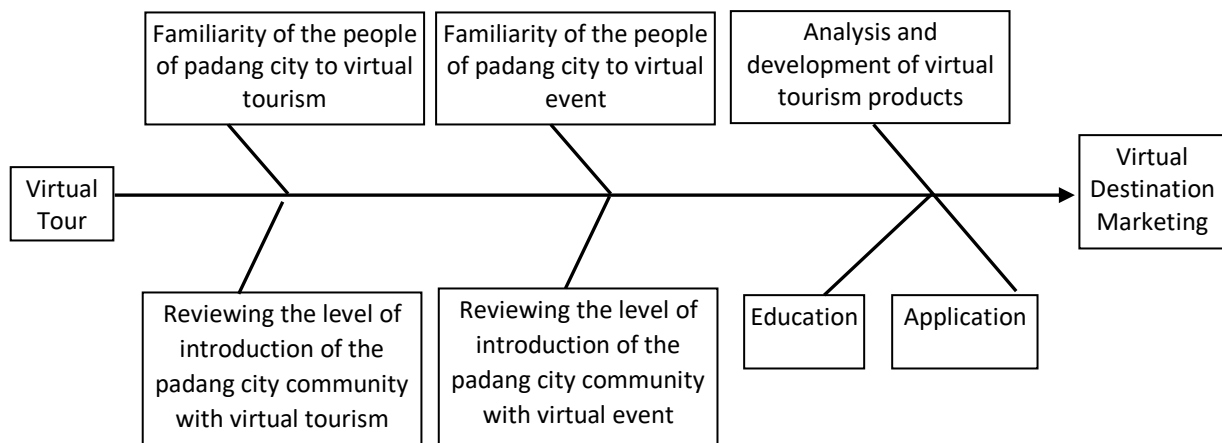 Familiarity of the people
of padang city to virtual
tourism
Familiarity of the people
of padang city to virtual
event
Analysis and
development of virtual
tourism products
Virtual
Tour
Virtual
Destination
Marketing
Reviewing the level of
introduction of the
padang city community
with virtual tourism
Reviewing the level of
introduction of the
padang city community
with virtual event
Education
Application